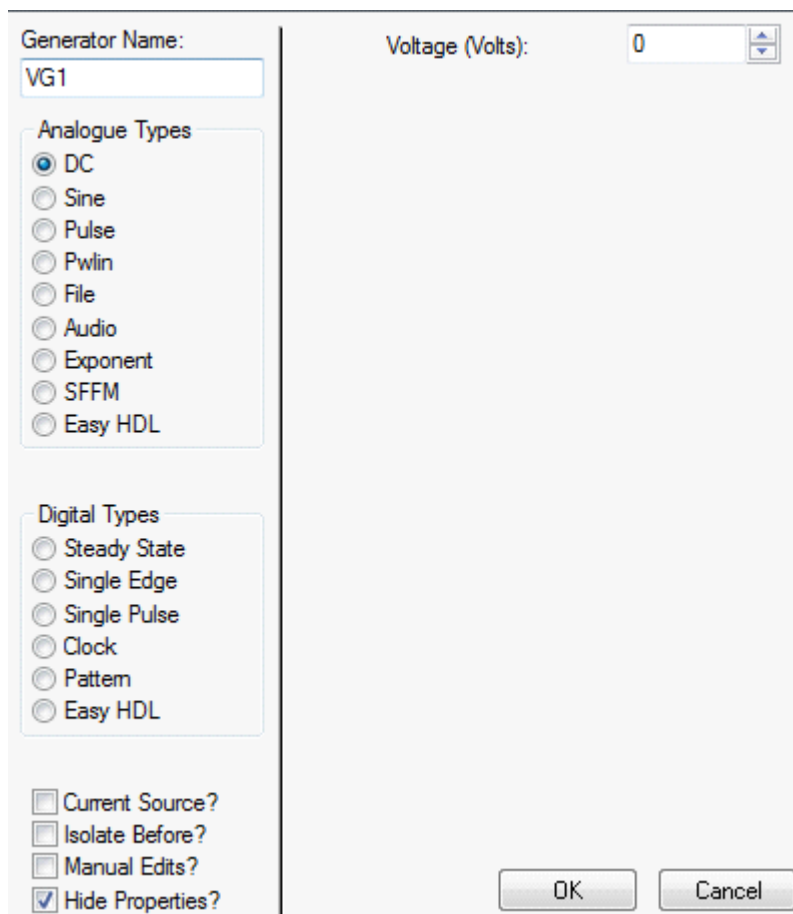 Generator Name:
VG1
Analogue Types
DC
Sine
Pulse
Pwlin
File
Audio
Exponent
SFFM
Easy HDL
Digital Types
Steady State
Single Edge
Single Pulse
Clock
Pattern
Easy HDL
Current Source?
Isolate Before?
Manual Edits?
Hide Properties?
Voltage (Volts):
0
OK
Cancel